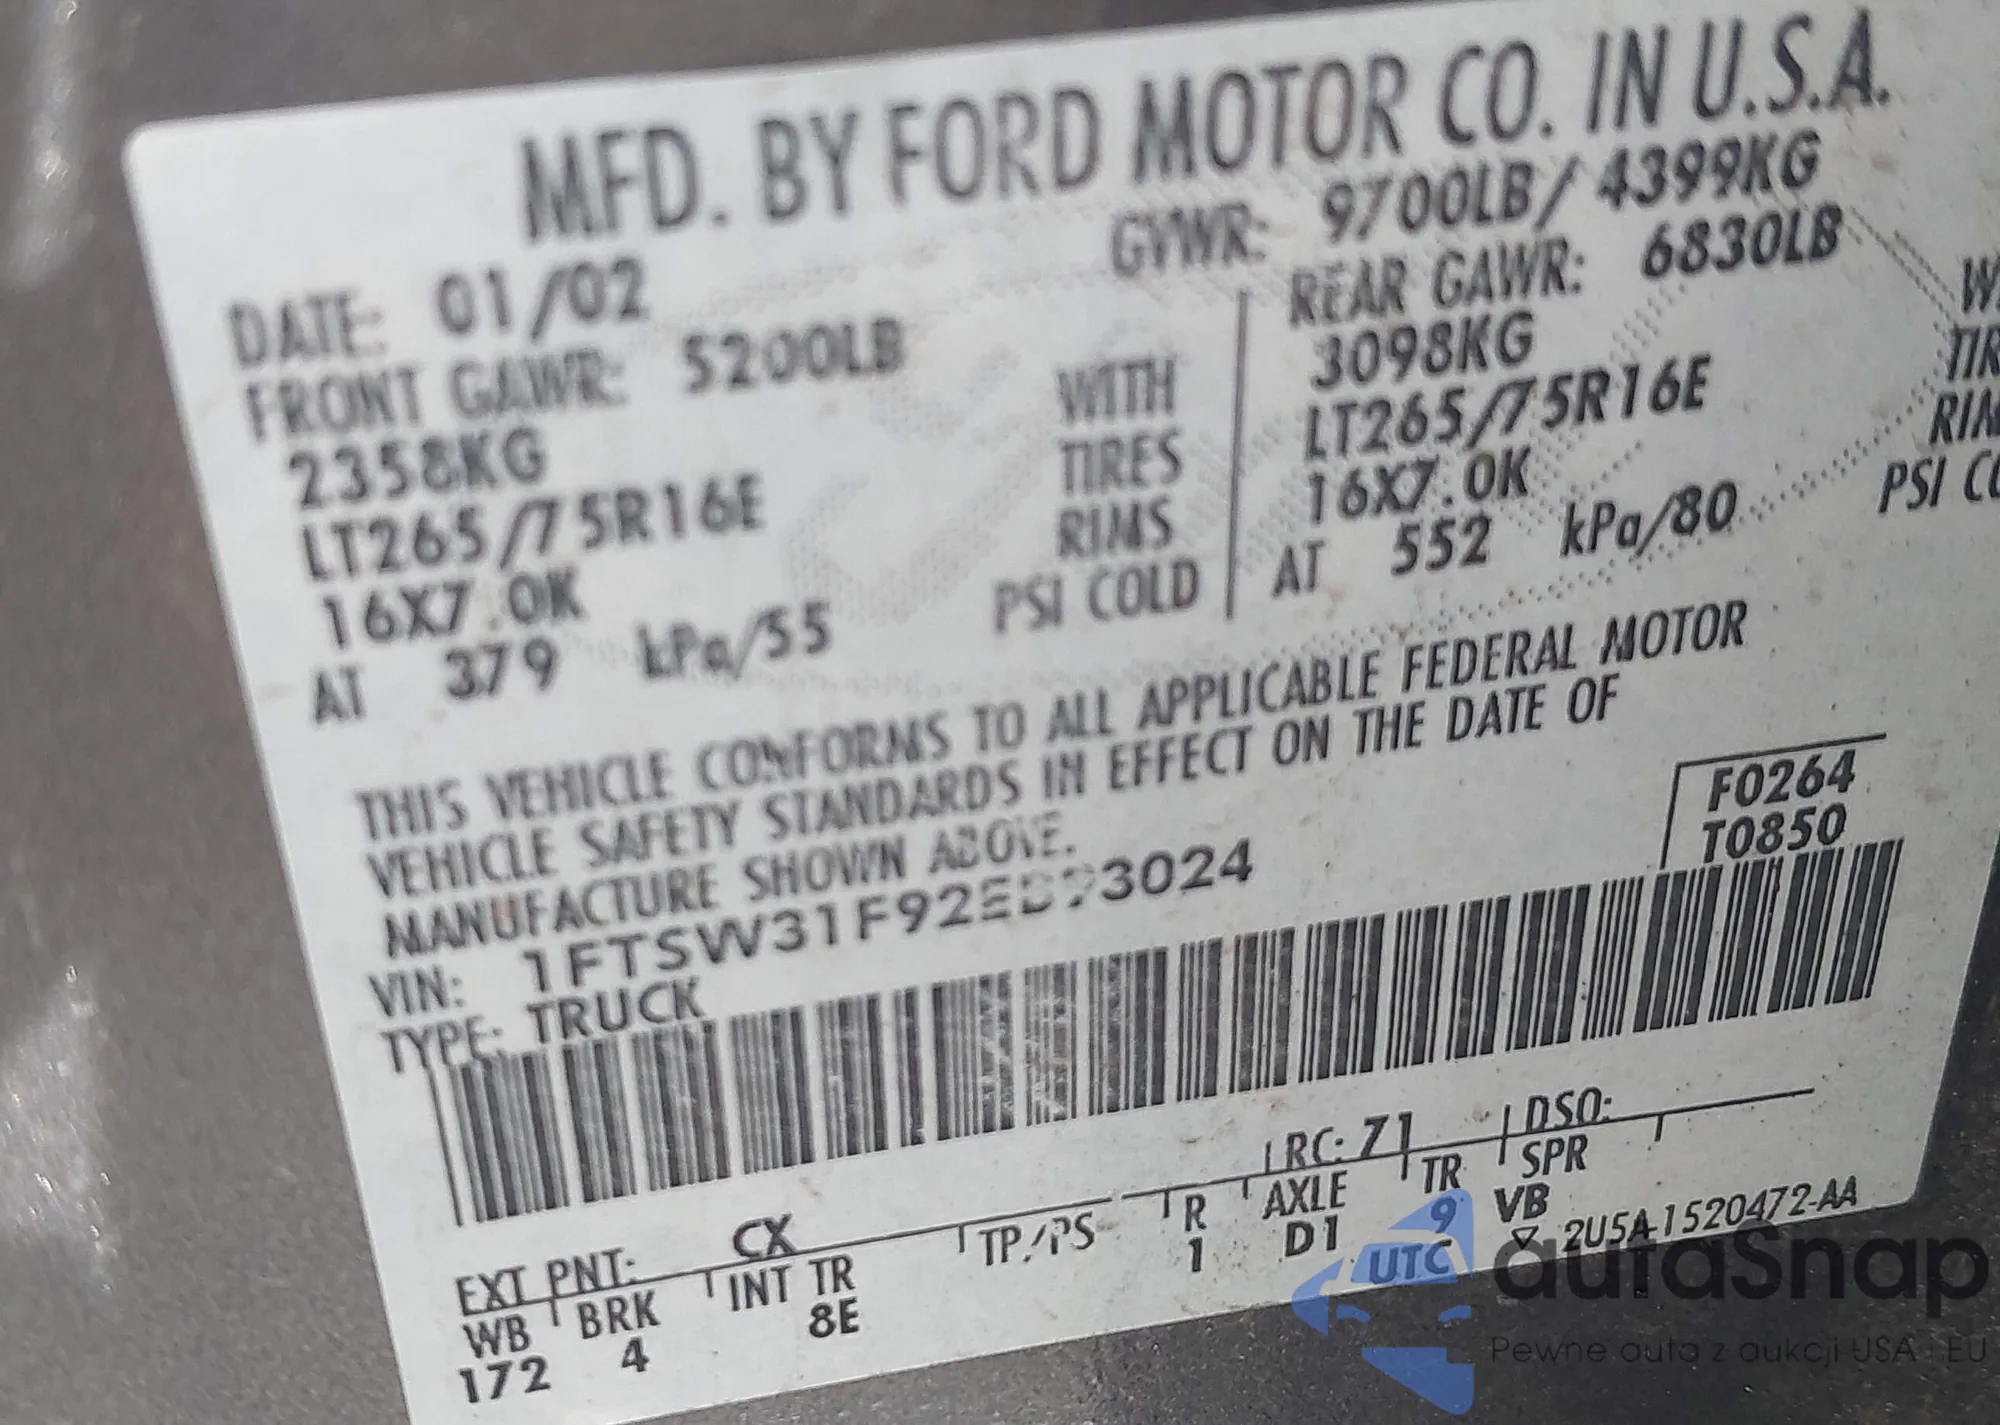 MFD. BY FORD MOTOR CO. IN U.S.A.
DATE: 01/02
GVWR: 9700LB/ 4399KG
FRONT GAWR: 5200LB
2358KG
LT265/75R16E
16X7.0K
AT 379 kPa/55
WITH
TIRES
RIMS
PSI COLD
REAR GAWR: 6830LB
3098KG
LT265/75R16E
16X7.0K
AT 552 kPa/80
PSI
THIS VEHICLE CONFORMS TO ALL APPLICABLE FEDERAL MOTOR
VEHICLE SAFETY STANDARDS IN EFFECT ON THE DATE OF
MANUFACTURE SHOWN ABOVE.
F0264
T0850
VIN:
TYPE: TRUCK
EXT PNT: CX
RC: Z1
DSO:
WB BRK INT TR TP/PS R AXLE TR SPR
172 4 8E 1 D1 9 VB
UTC
▽ 2U5A-1520472-AA
autaSnap
Pewne auta z aukcji USA i EU